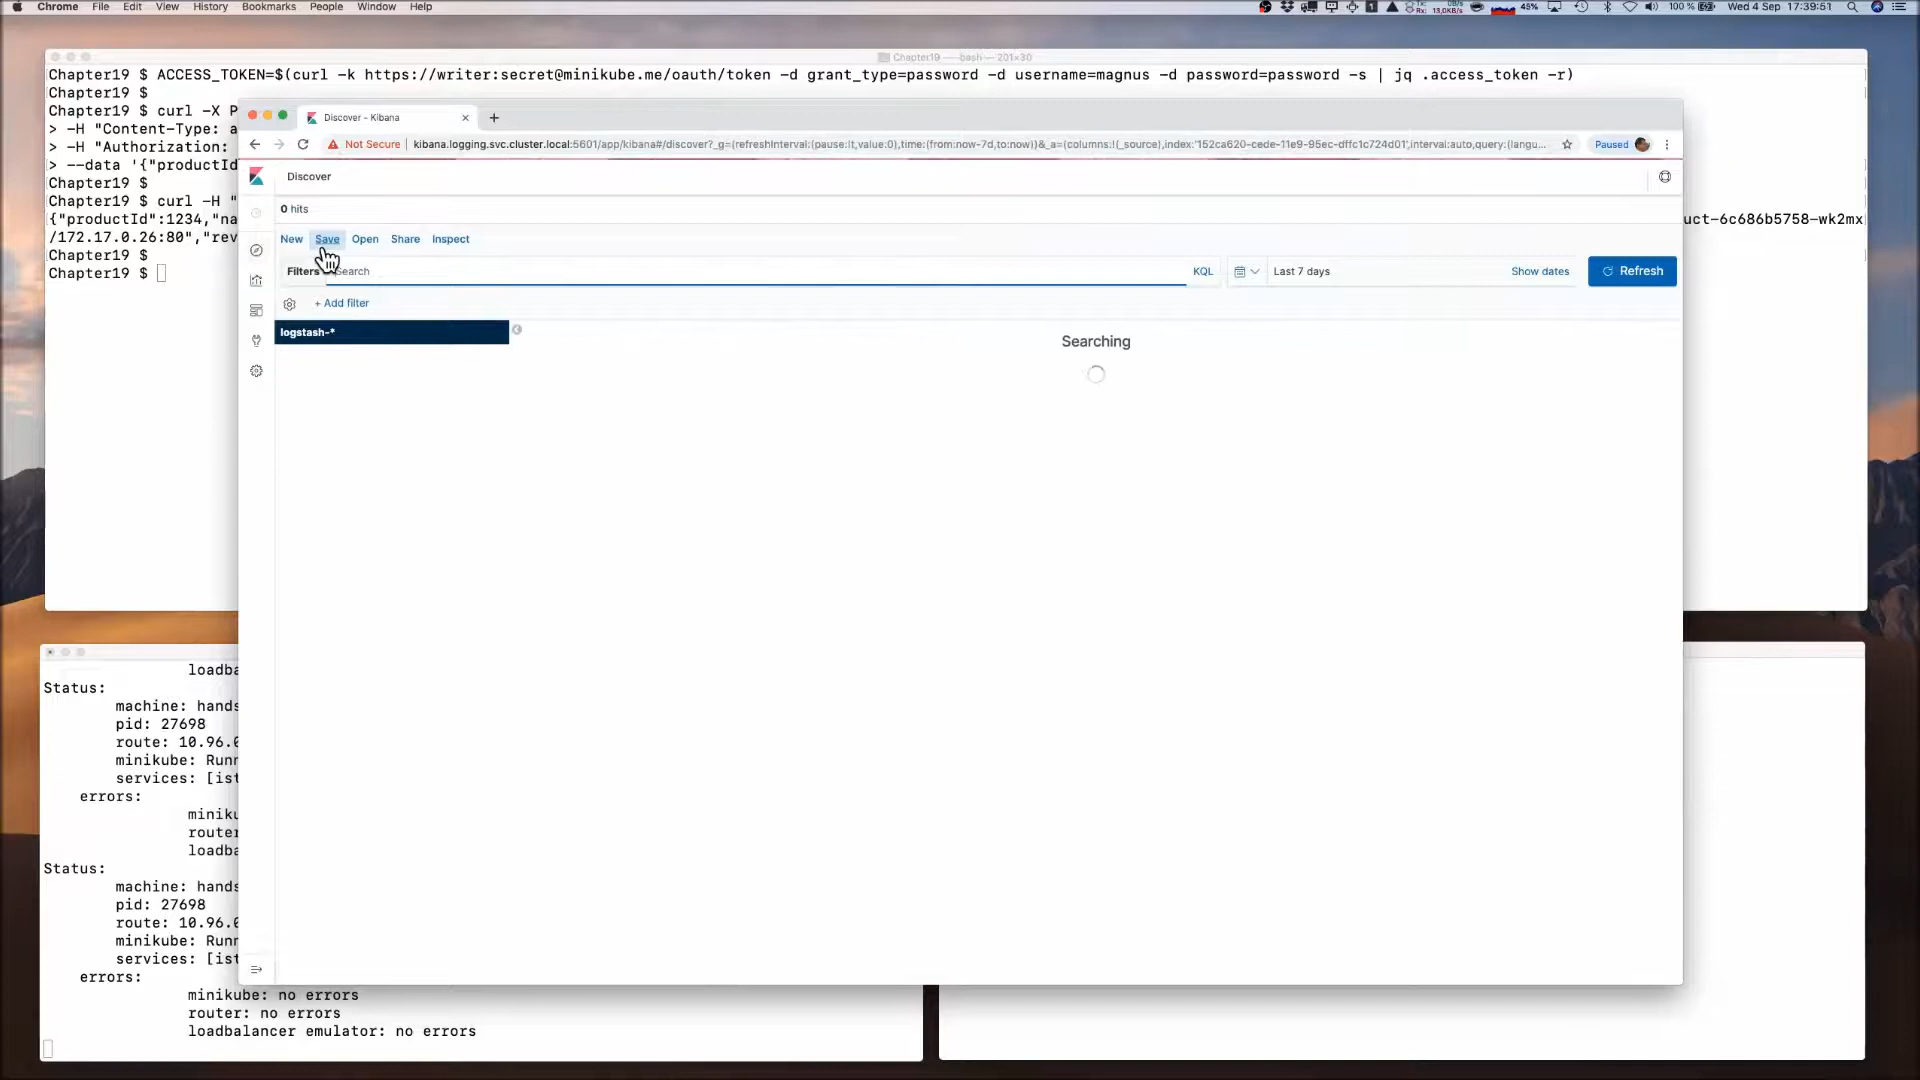 Chrome File Edit View History Bookmarks People Window Help
45% 100 % Wed 4 Sep 17:39:51
Chapter19 — -bash — 201×30
Chapter19 $ ACCESS_TOKEN=$(curl -k https://writer:secret@minikube.me/oauth/token -d grant_type=password -d username=magnus -d password=password -s | jq .access_token -r)
Chapter19 $
Chapter19 $ curl -X P
> -H "Content-Type: a
> -H "Authorization:
> --data '{"productId
Chapter19 $
Chapter19 $ curl -H "
{"productId":1234,"na
uct-6c686b5758-wk2mx
/172.17.0.26:80","rev
Chapter19 $
Chapter19 $
Discover - Kibana
Not Secure kibana.logging.svc.cluster.local:5601/app/kibana#/discover?_g=(refreshInterval:(pause:!t,value:0),time:(from:now-7d,to:now))&_a=(columns:!(_source),index:'152ca620-cede-11e9-95ec-dffc1c724d01',interval:auto,query:(langu... Paused
Discover
0 hits
New Save Open Share Inspect
Filters Search KQL Last 7 days Show dates Refresh
+ Add filter
logstash-*
Searching
loadba
Status:
machine: hands
pid: 27698
route: 10.96.0
minikube: Runn
services: [ist
errors:
miniku
router
loadba
Status:
machine: hands
pid: 27698
route: 10.96.0
minikube: Runn
services: [ist
errors:
minikube: no errors
router: no errors
loadbalancer emulator: no errors